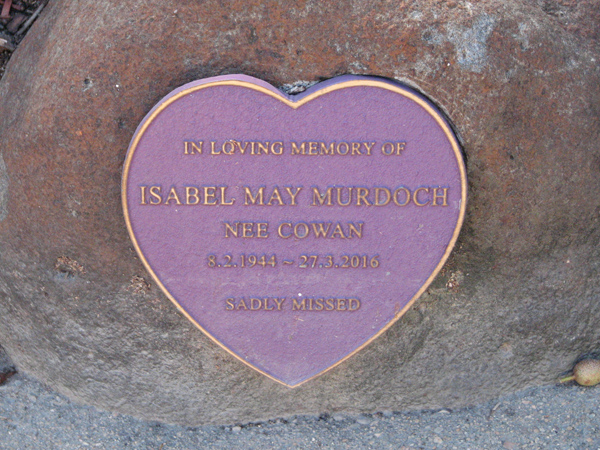 IN LOVING MEMORY OF
ISABEL MAY MURDOCH
NEE COWAN
8.2.1944 ~ 27.3.2016
SADLY MISSED